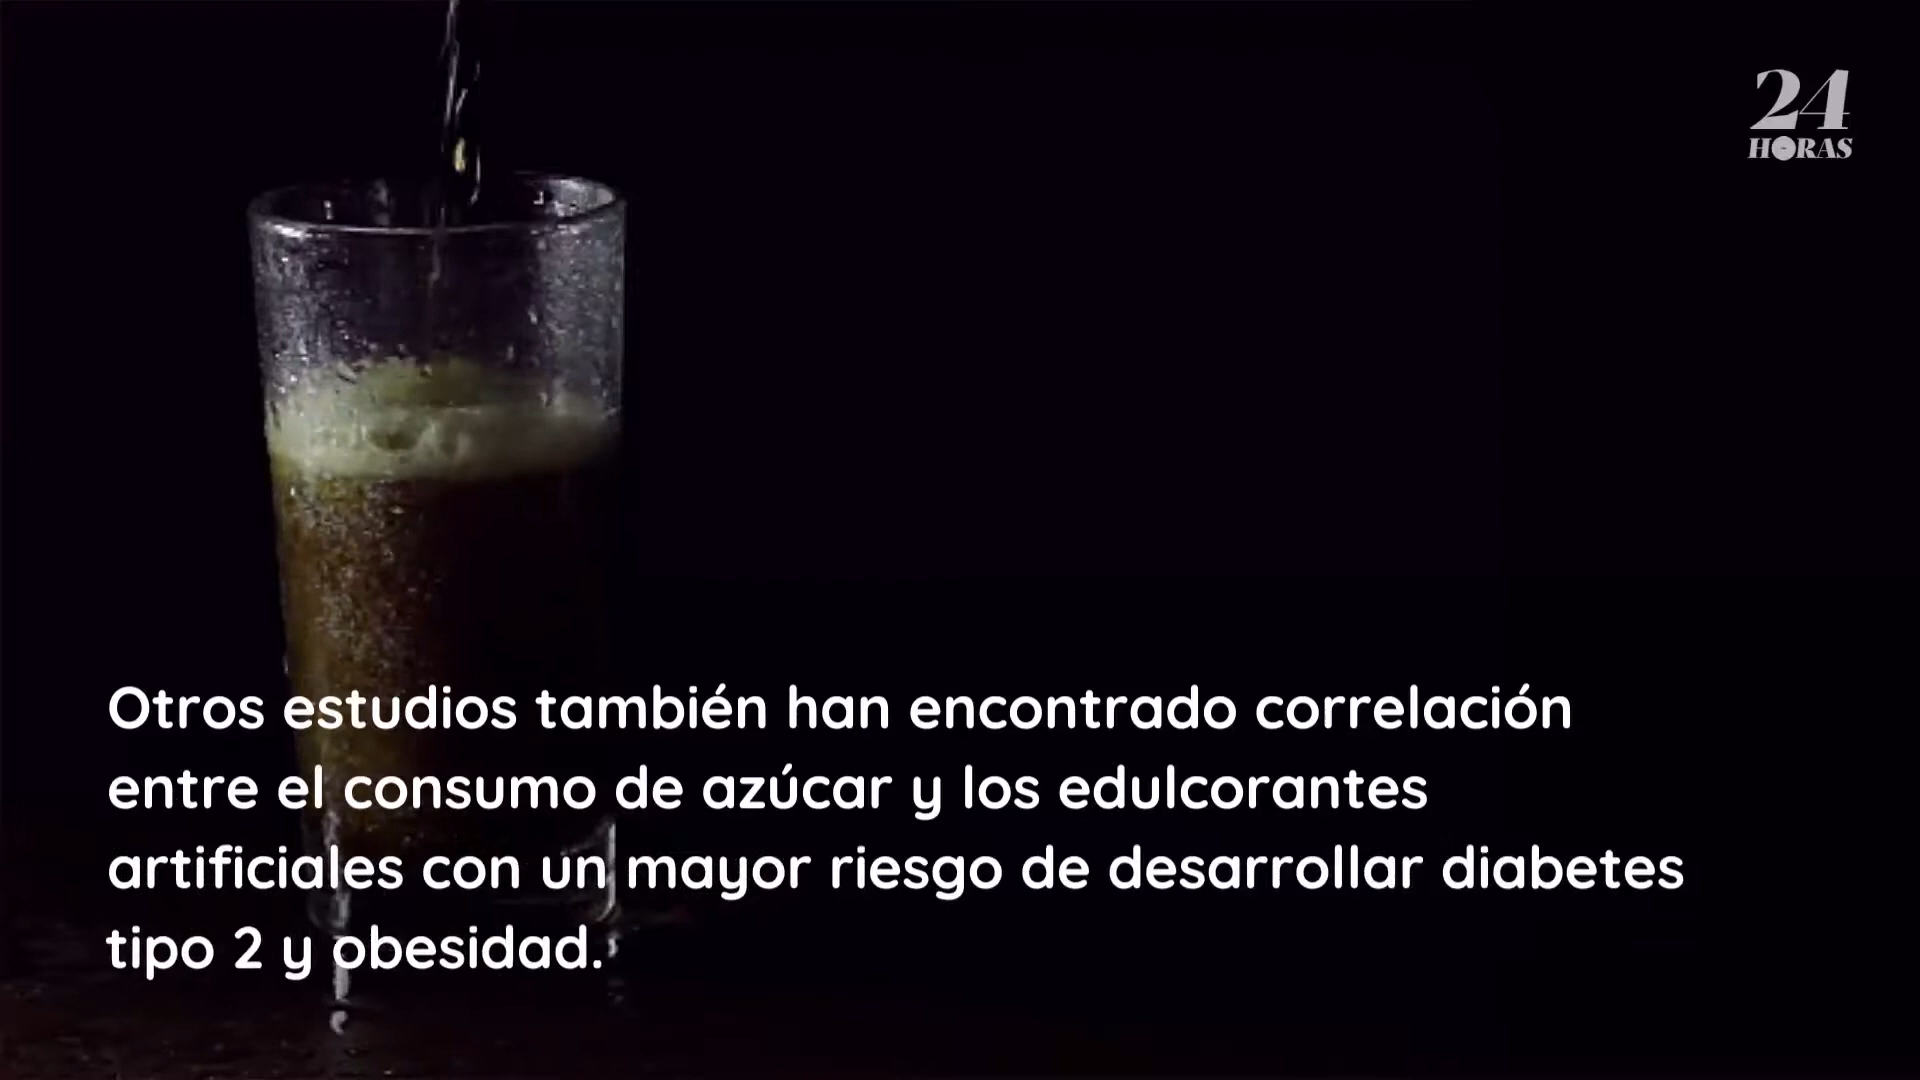 24
HORAS
Otros estudios también han encontrado correlación
entre el consumo de azúcar y los edulcorantes
artificiales con un mayor riesgo de desarrollar diabetes
tipo 2 y obesidad.